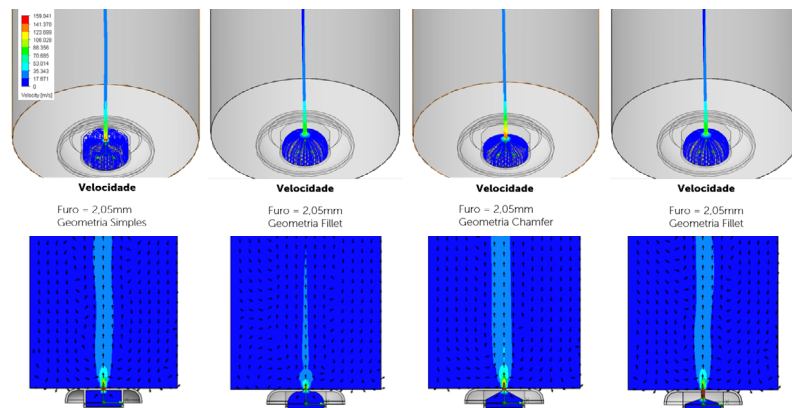 159.041
141.370
123.699
106.028
88.356
70.685
53.014
35.343
17.671
0
Velocity [m/s]
Velocidade
Furo = 2,05mm
Geometria Simples
Velocidade
Furo = 2,05mm
Geometria Fillet
Velocidade
Furo = 2,05mm
Geometria Chamfer
Velocidade
Furo = 2,05mm
Geometria Fillet